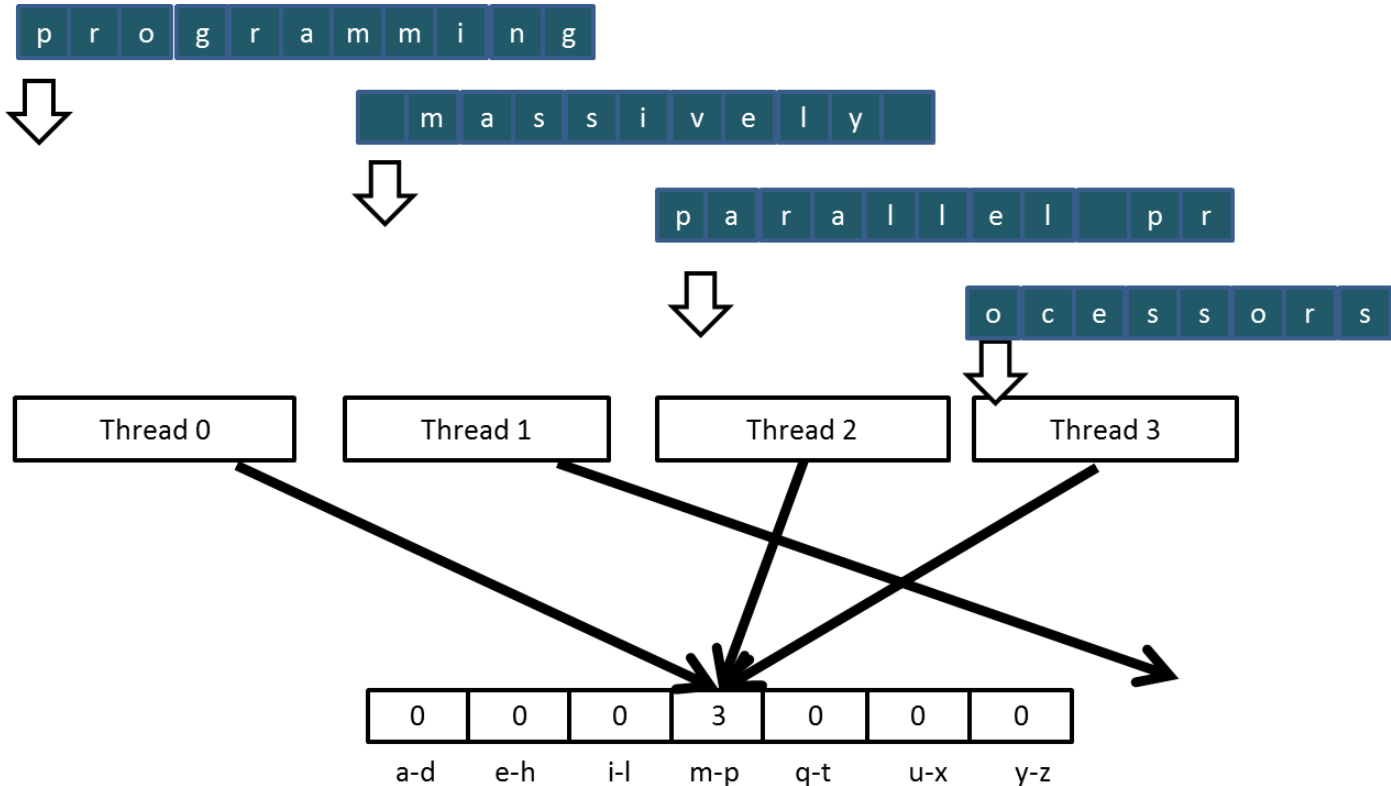 p r o g r a m m i n g
m a s s i v e l y
p a r a l l e l p r
o c e s s o r s
Thread 0 Thread 1 Thread 2 Thread 3
0 0 0 3 0 0 0
a-d e-h i-l m-p q-t u-x y-z